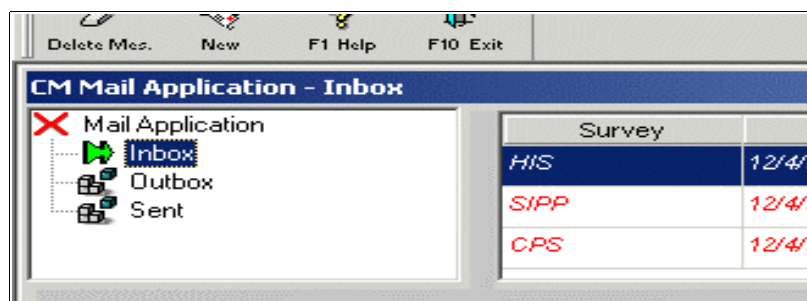 Delete Mes. New F1 Help F10 Exit
CM Mail Application - Inbox
Mail Application
Inbox
Outbox
Sent
Survey
HIS 12/4/
SIPP 12/4/
CPS 12/4/